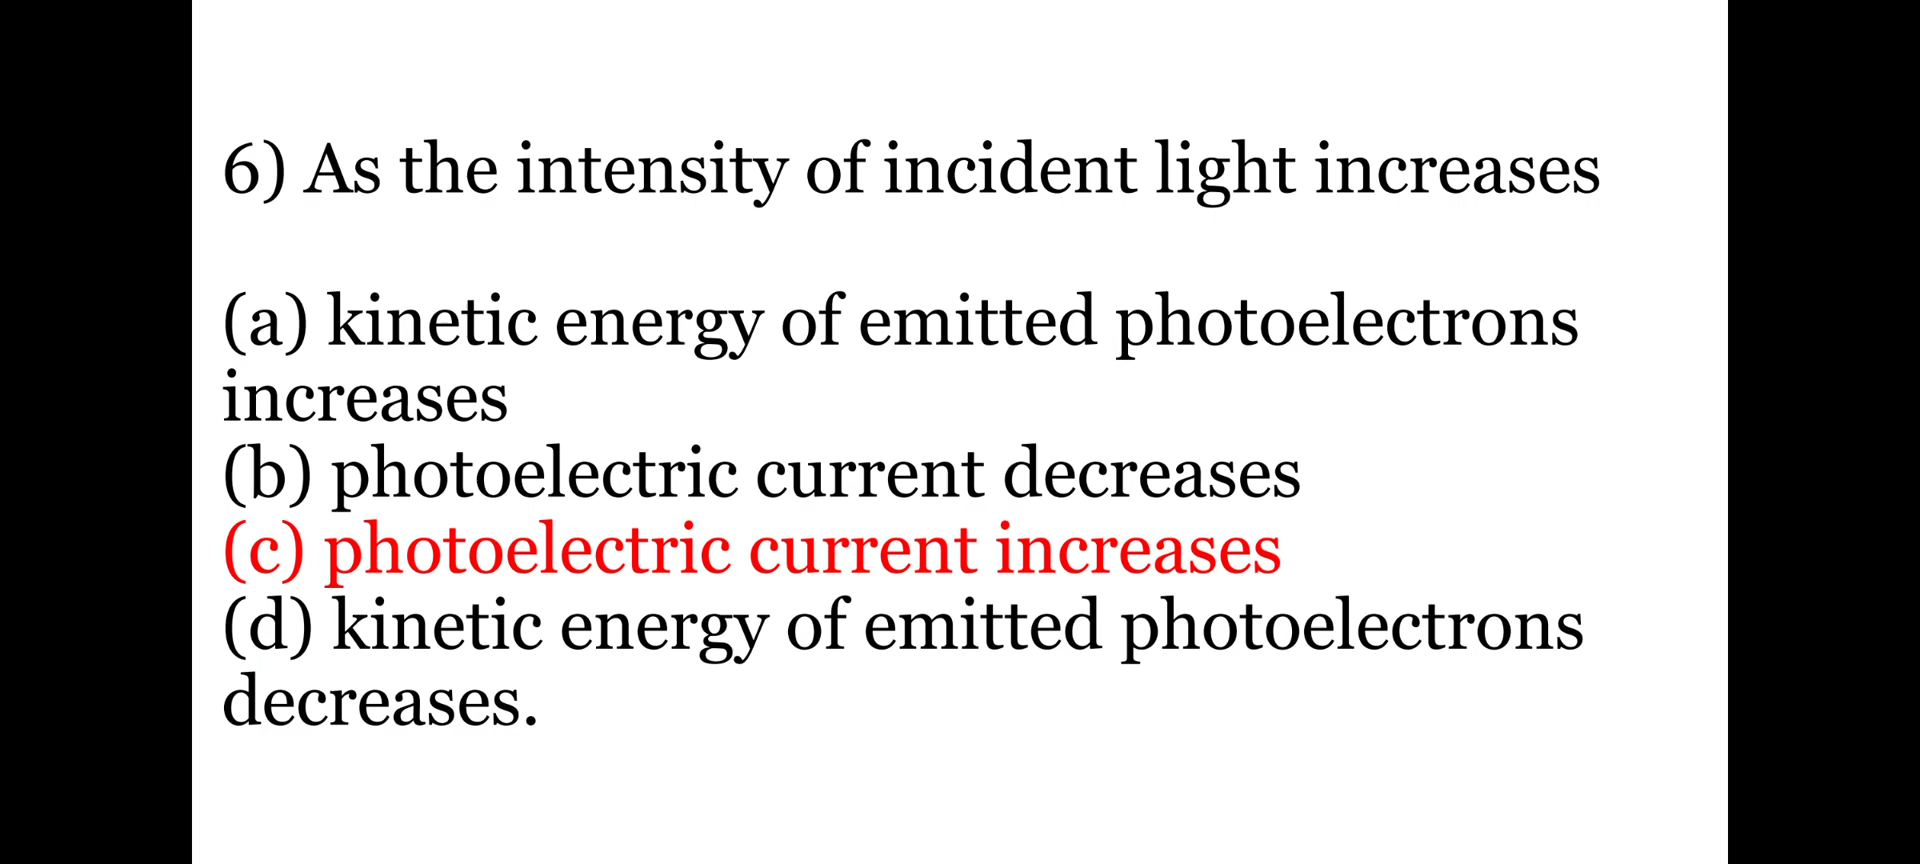 6) As the intensity of incident light increases
(a) kinetic energy of emitted photoelectrons
increases
(b) photoelectric current decreases
(c) photoelectric current increases
(d) kinetic energy of emitted photoelectrons
decreases.